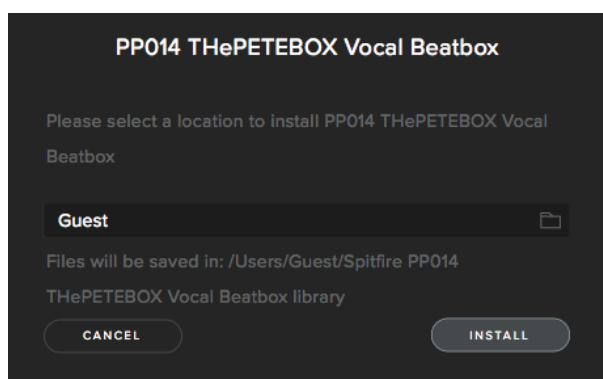 PP014 THePETEBOX Vocal Beatbox
Please select a location to install PP014 THePETEBOX Vocal
Beatbox
Guest
Files will be saved in: /Users/Guest/Spitfire PP014
THePETEBOX Vocal Beatbox library
CANCEL
INSTALL